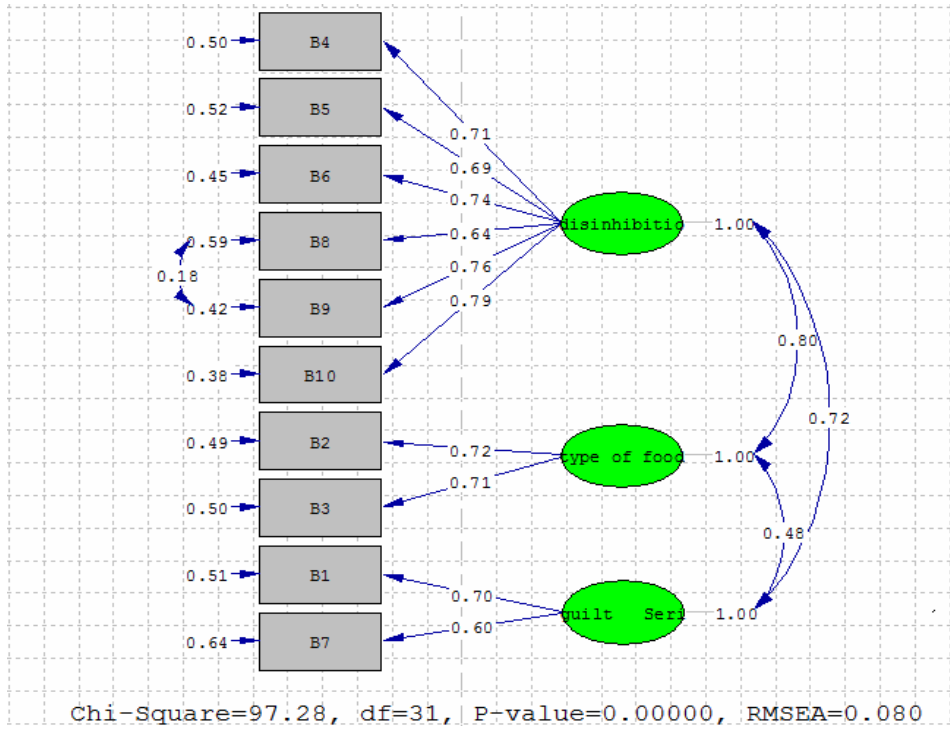 0.50 B4
0.71
0.52 B5
0.69
0.45 B6
0.74
disinhibitio 1.00
0.59 B8
0.64
0.18
0.76
0.42 B9
0.79
0.80
0.38 B10
0.72
0.49 B2
0.72
type of food 1.00
0.71
0.50 B3
0.48
0.51 B1
0.70
guilt Seri 1.00
0.60
0.64 B7
Chi-Square=97.28, df=31, P-value=0.00000, RMSEA=0.080